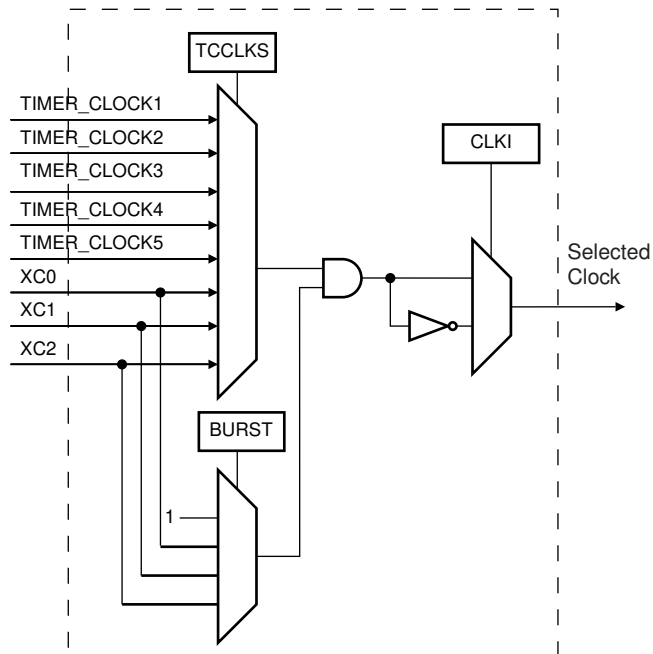 TCCLKS
TIMER_CLOCK1
TIMER_CLOCK2
TIMER_CLOCK3
TIMER_CLOCK4
TIMER_CLOCK5
XC0
XC1
XC2
CLKI
Selected
Clock
BURST
1